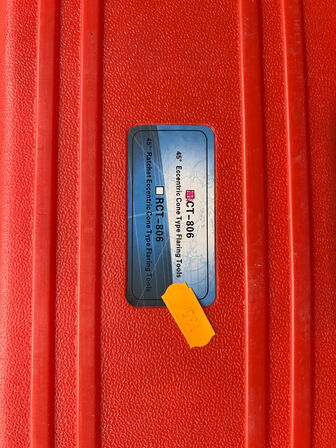 CT-806
45° Eccentric Cone Type Flaring Tools
RCT-806
45° Ratchet Eccentric Cone Type Flaring Tools